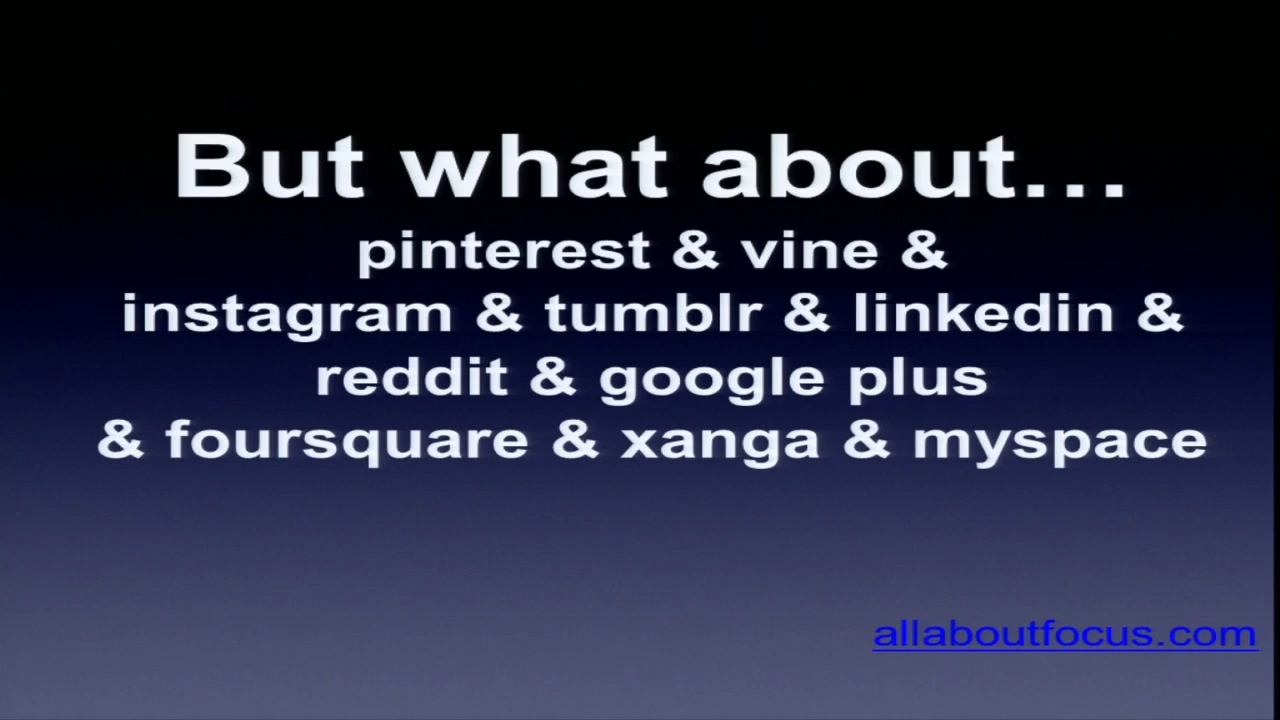 But what about…
pinterest & vine &
instagram & tumblr & linkedin &
reddit & google plus
& foursquare & xanga & myspace
allaboutfocus.com